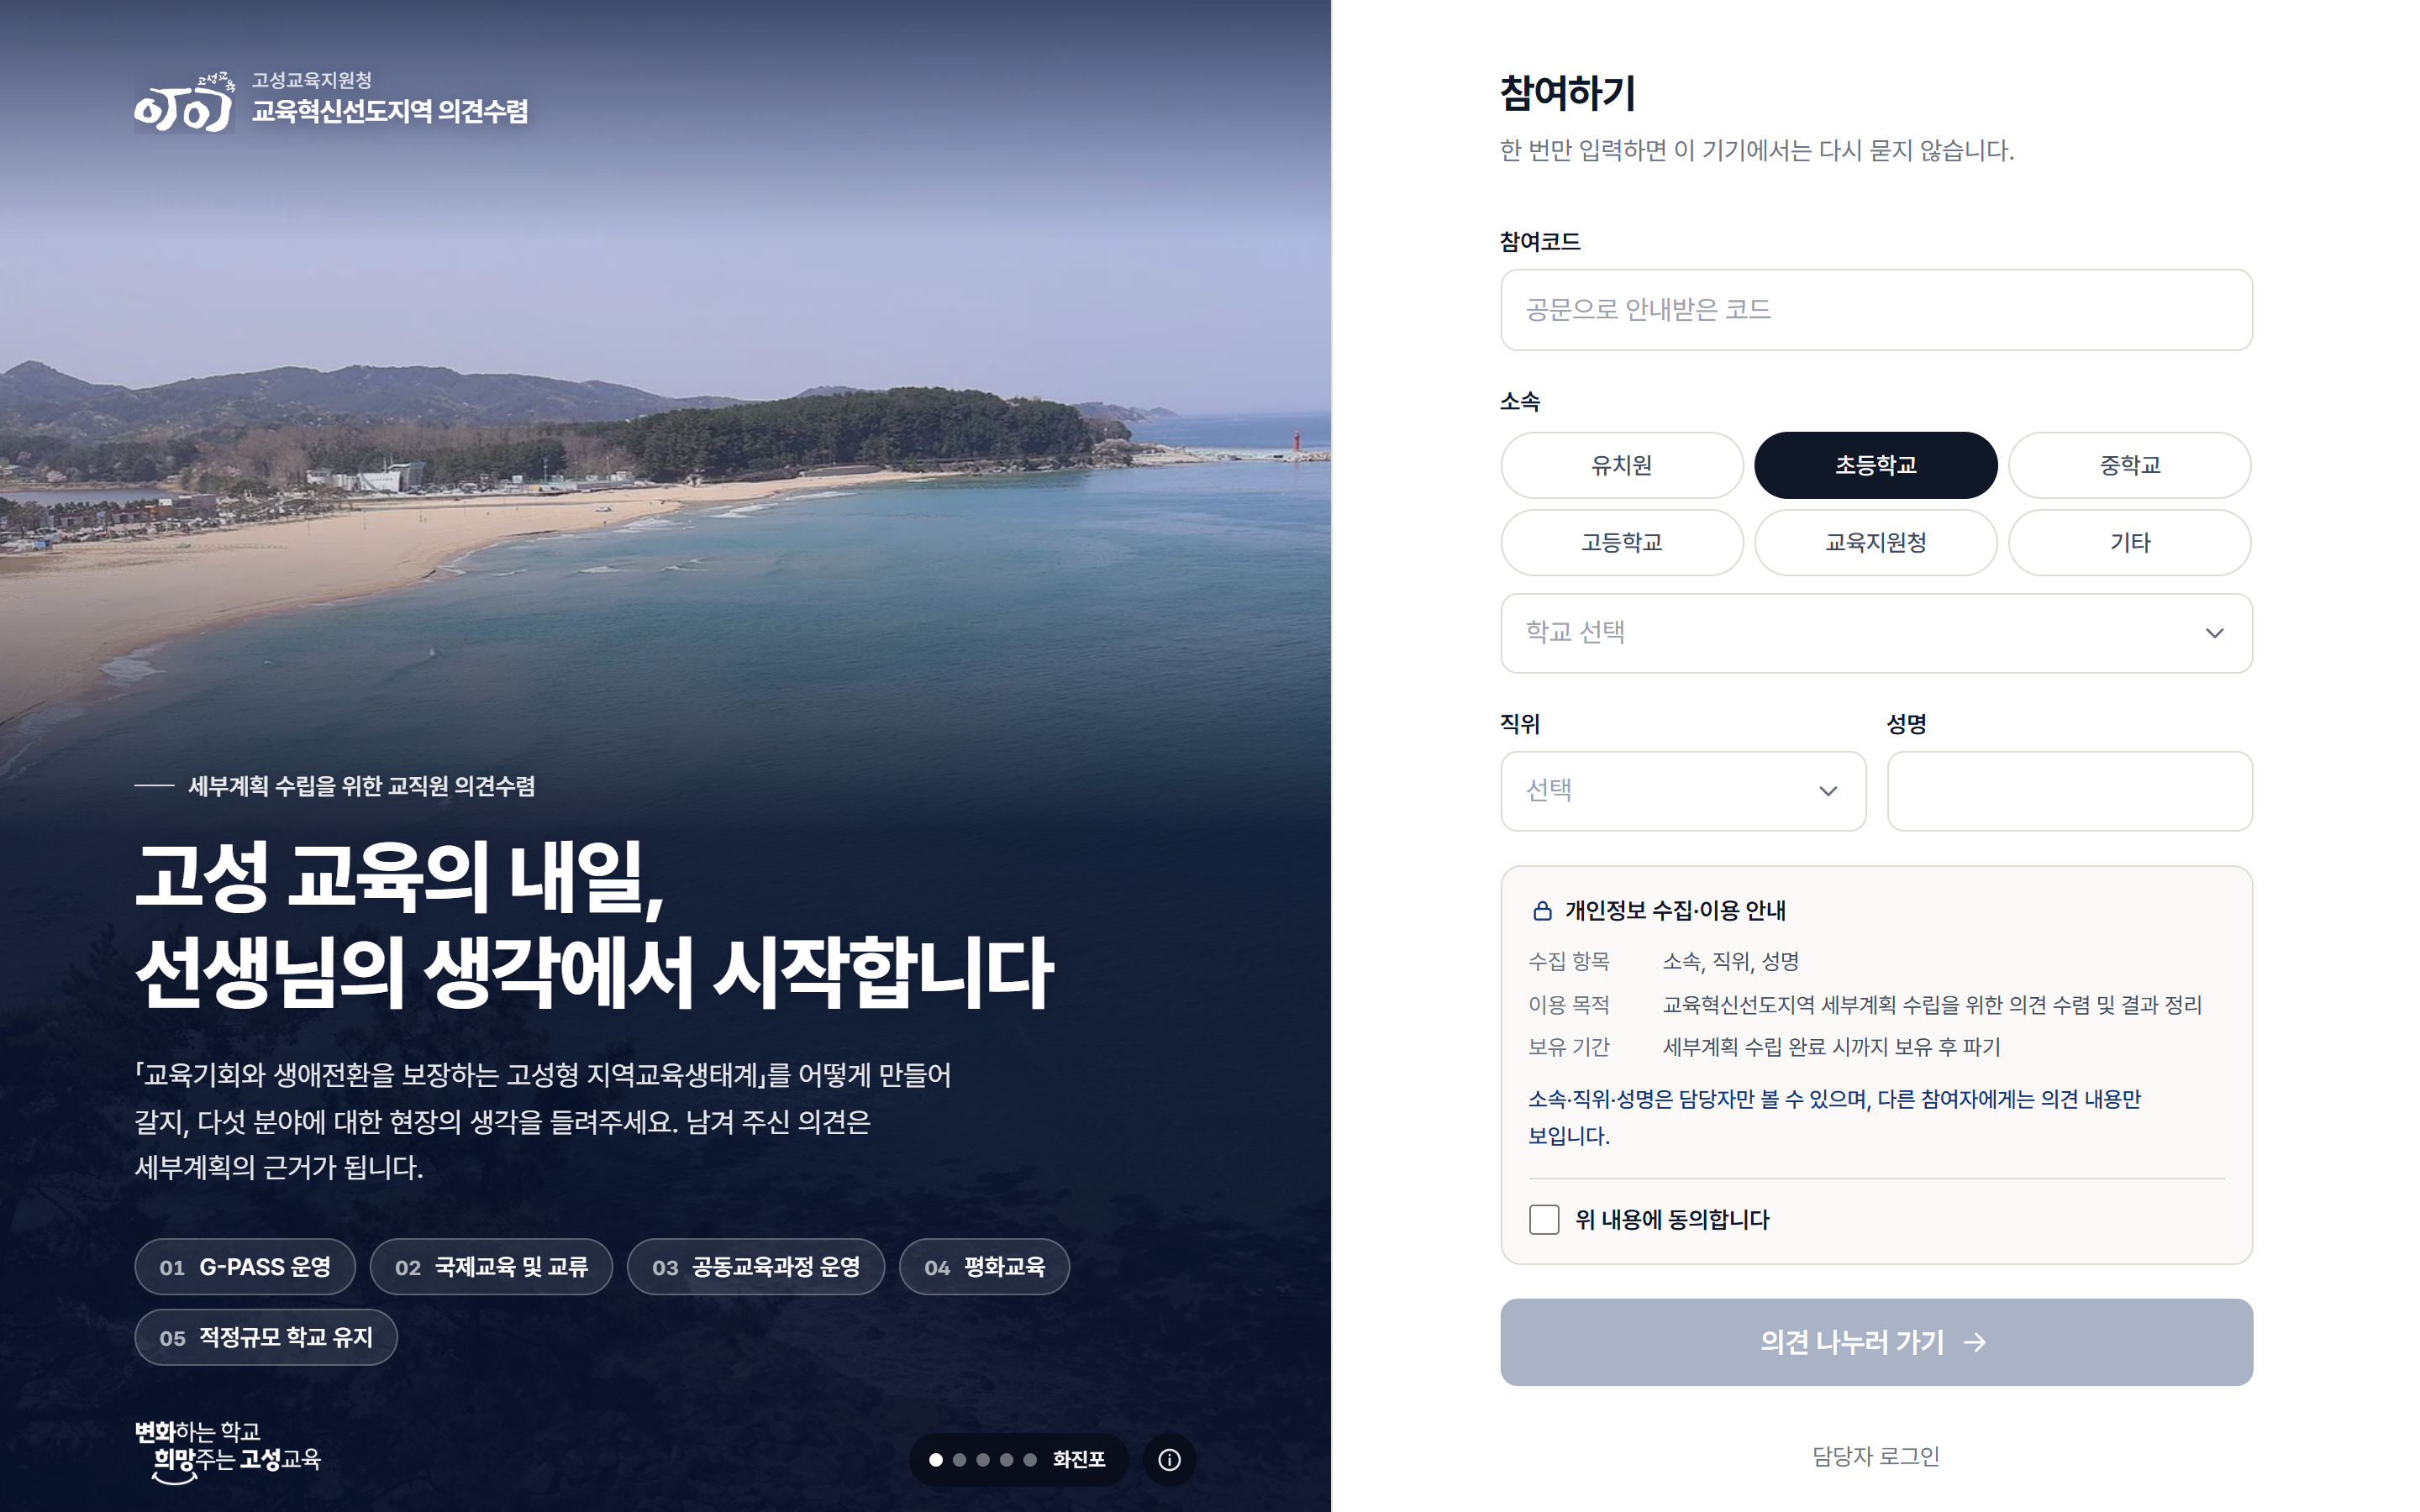 고성교육
아이
고성교육지원청
교육혁신선도지역 의견수렴
세부계획 수립을 위한 교직원 의견수렴
고성 교육의 내일,
선생님의 생각에서 시작합니다
「교육기회와 생애전환을 보장하는 고성형 지역교육생태계」를 어떻게 만들어
갈지, 다섯 분야에 대한 현장의 생각을 들려주세요. 남겨 주신 의견은
세부계획의 근거가 됩니다.
01 G-PASS 운영
02 국제교육 및 교류
03 공동교육과정 운영
04 평화교육
05 적정규모 학교 유지
변화하는 학교
희망주는 고성교육
화진포
참여하기
한 번만 입력하면 이 기기에서는 다시 묻지 않습니다.
참여코드
공문으로 안내받은 코드
소속
유치원
초등학교
중학교
고등학교
교육지원청
기타
학교 선택
직위
성명
선택
개인정보 수집·이용 안내
수집 항목 소속, 직위, 성명
이용 목적 교육혁신선도지역 세부계획 수립을 위한 의견 수렴 및 결과 정리
보유 기간 세부계획 수립 완료 시까지 보유 후 파기
소속·직위·성명은 담당자만 볼 수 있으며, 다른 참여자에게는 의견 내용만
보입니다.
위 내용에 동의합니다
의견 나누러 가기 →
담당자 로그인